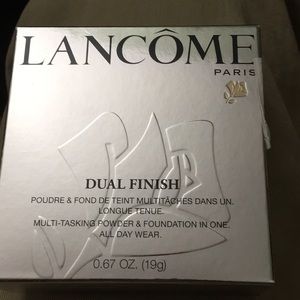 LANCÔME
PARIS
DUAL FINISH
POUDRE & FOND DE TEINT MULTITÂCHES DANS UN.
LONGUE TENUE.
MULTI-TASKING POWDER & FOUNDATION IN ONE.
ALL DAY WEAR.
0.67 OZ. (19g)